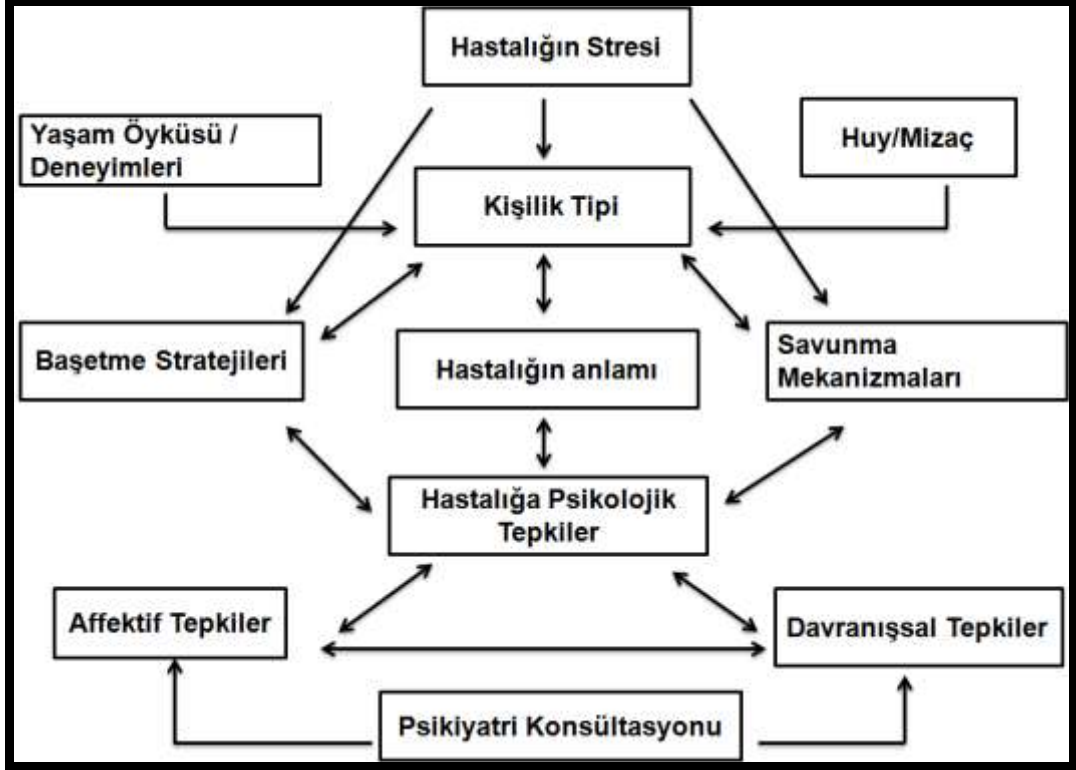 Hastalığın Stresi
Yaşam Öyküsü /
Deneyimleri
Huy/Mizaç
Kişilik Tipi
Başetme Stratejileri
Hastalığın anlamı
Savunma
Mekanizmaları
Hastalığa Psikolojik
Tepkiler
Affektif Tepkiler
Davranışsal Tepkiler
Psikiyatri Konsültasyonu